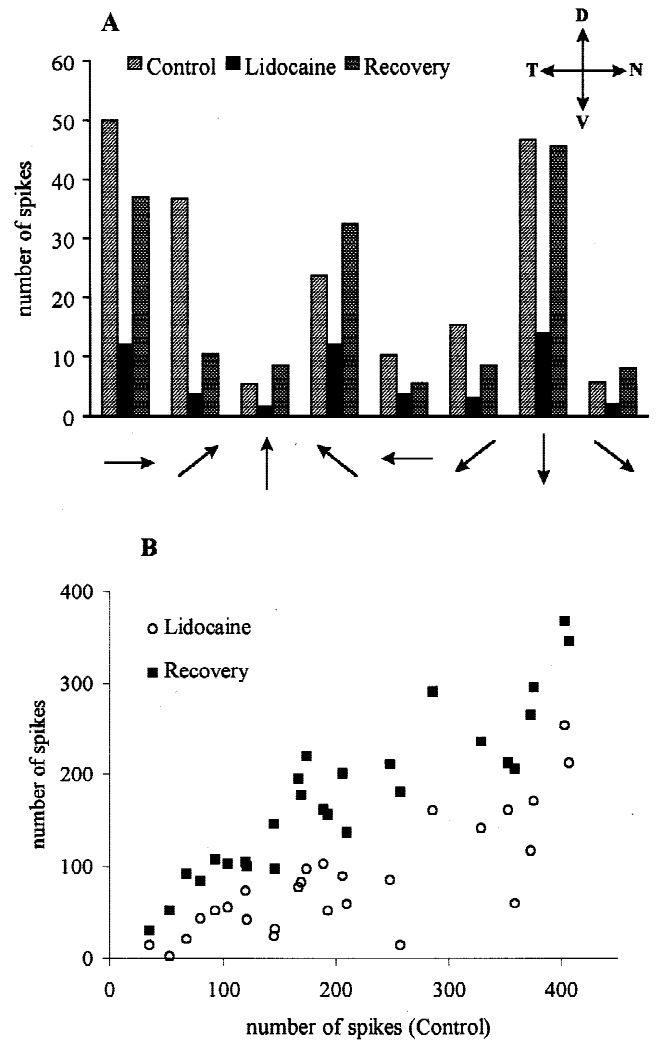 A
D
60
Control Lidocaine Recovery
T N
V
50
40
30
20
10
0
number of spikes
B
400
Lidocaine
Recovery
300
200
100
0
number of spikes
0 100 200 300 400
number of spikes (Control)